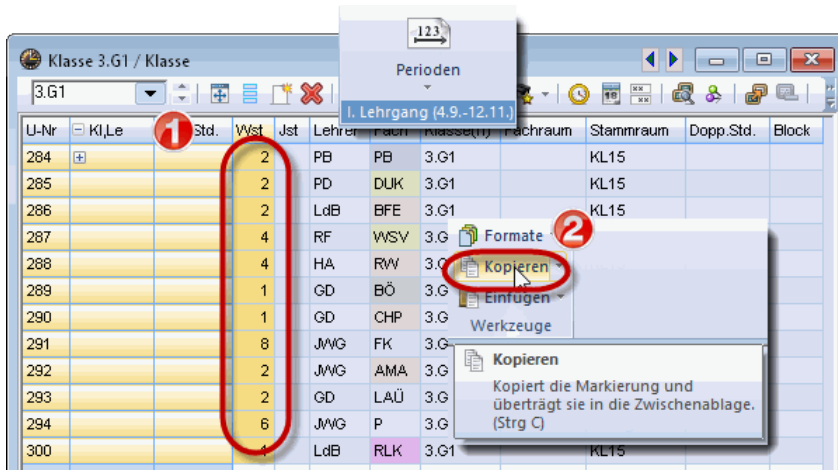 123
Perioden
I. Lehrgang (4.9.-12.11.)
Klasse 3.G1 / Klasse
3.G1
U-Nr Kl,Le Std. Wst Jst Lehrer Fach Klasse(n) Fachraum Stammraum Dopp.Std. Block
1
284 2 PB PB 3.G1 KL15
285 2 PD DUK 3.G1 KL15
286 2 LdB BFE 3.G1 KL15
287 4 RF WSV 3.G
288 4 HA RW 3.G
289 1 GD BÖ 3.G
290 1 GD CHP 3.G
291 8 JWG FK 3.G
292 2 JWG AMA 3.G
293 2 GD LAÜ 3.G
294 6 JWG P 3.G
300 1 LdB RLK 3.G1 KL15
Formate
2
Kopieren
Einfügen
Werkzeuge
Kopieren
Kopiert die Markierung und
überträgt sie in die Zwischenablage.
(Strg C)